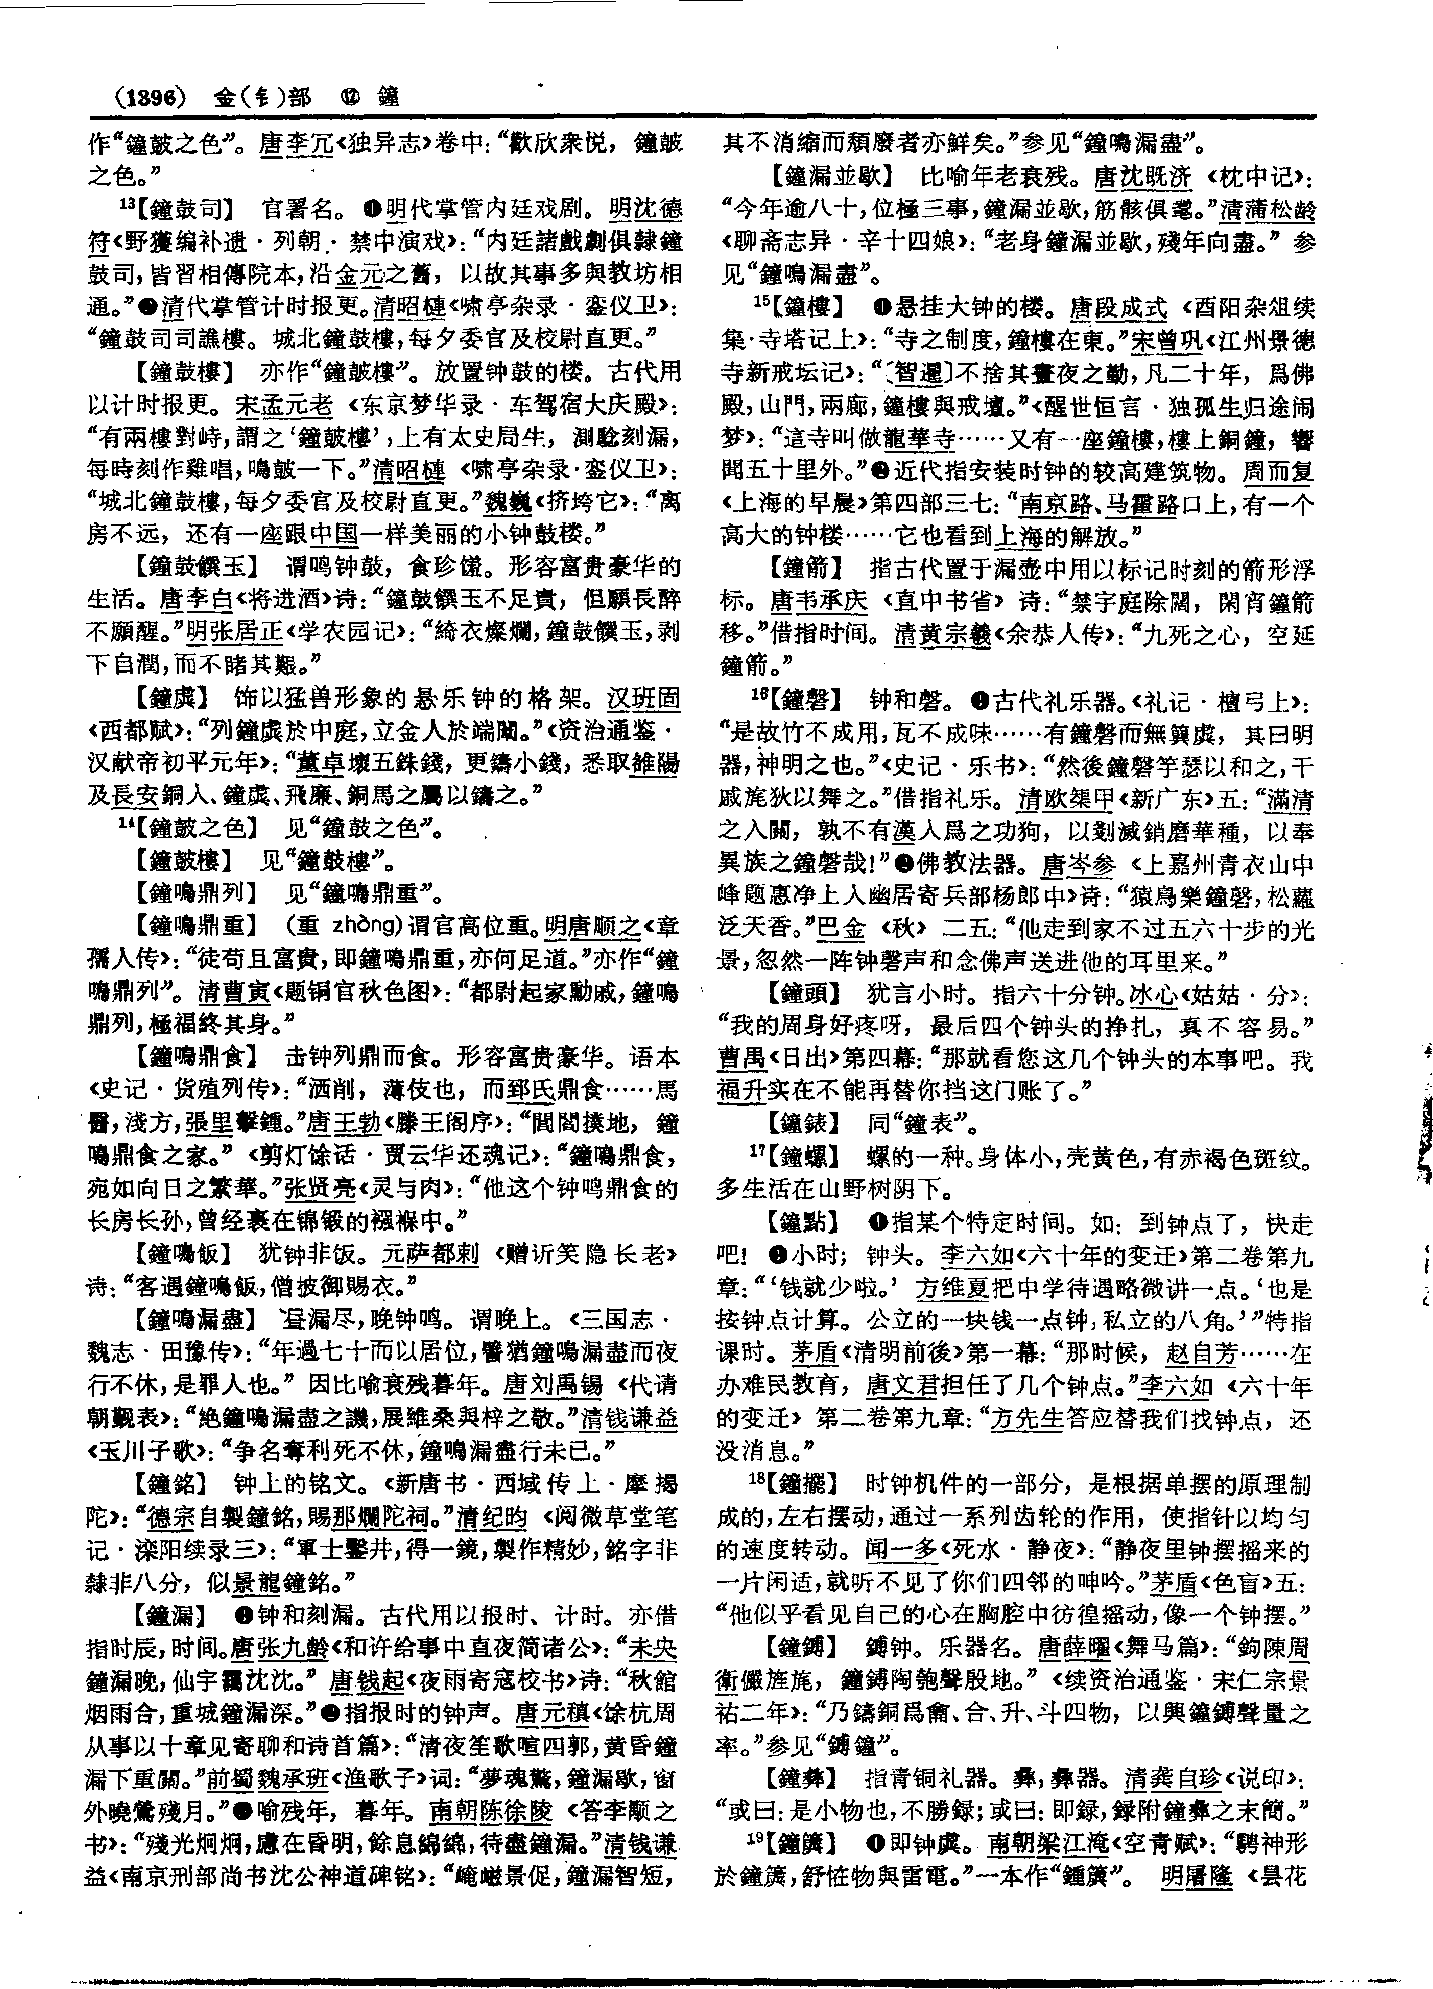 (1396) 金(钅)部 ⑫ 鐘
作“鐘皷之色”。唐李冗《独异志》卷中：“歡欣衆悦，鐘皷
之色。”
13【鐘鼓司】 官署名。❶明代掌管内廷戏剧。明沈德
符《野獲编补遗·列朝·禁中演戏》：“内廷諸戲劇俱隸鐘
鼓司，皆習相傳院本，沿金元之舊，以故其事多與教坊相
通。”❷清代掌管计时报更。清昭槤《啸亭杂录·銮仪卫》：
“鐘鼓司司譙樓。城北鐘鼓樓，每夕委官及校尉直更。”
【鐘鼓樓】 亦作“鐘皷樓”。放置钟鼓的楼。古代用
以计时报更。宋孟元老《东京梦华录·车驾宿大庆殿》：
“有兩樓對峙，謂之‘鐘皷樓’，上有太史局生，測驗刻漏，
每時刻作雞唱，鳴皷一下。”清昭槤《啸亭杂录·銮仪卫》：
“城北鐘鼓樓，每夕委官及校尉直更。”魏巍《挤垮它》：“离
房不远，还有一座跟中国一样美丽的小钟鼓楼。”
【鐘鼓饌玉】 谓鸣钟鼓，食珍馐。形容富贵豪华的
生活。唐李白《将进酒》诗：“鐘鼓饌玉不足貴，但願長醉
不願醒。”明张居正《学农园记》：“綺衣燦爛，鐘鼓饌玉，剥
下自潤，而不睹其艱。”
【鐘虡】 饰以猛兽形象的悬乐钟的格架。汉班固
《西都赋》：“列鐘虡於中庭，立金人於端闈。”《资治通鉴·
汉献帝初平元年》：“董卓壞五銖錢，更鑄小錢，悉取雒陽
及長安銅人、鐘虡、飛廉、銅馬之屬以鑄之。”
14【鐘皷之色】 见“鐘鼓之色”。
【鐘皷樓】 见“鐘鼓樓”。
【鐘鳴鼎列】 见“鐘鳴鼎重”。
【鐘鳴鼎重】 (重 zhòng)谓官高位重。明唐顺之《章
孺人传》：“徒苟且富貴，即鐘鳴鼎重，亦何足道。”亦作“鐘
鳴鼎列”。清曹寅《题铜官秋色图》：“都尉起家勳戚，鐘鳴
鼎列，極福終其身。”
【鐘鳴鼎食】 击钟列鼎而食。形容富贵豪华。语本
《史记·货殖列传》：“洒削，薄伎也，而郅氏鼎食……馬
醫，淺方，張里擊鍾。”唐王勃《滕王阁序》：“閭閻撲地，鐘
鳴鼎食之家。”《剪灯馀话·贾云华还魂记》：“鐘鳴鼎食，
宛如向日之繁華。”张贤亮《灵与肉》：“他这个钟鸣鼎食的
长房长孙，曾经裹在锦缎的襁褓中。”
【鐘鳴飯】 犹钟非饭。元萨都剌《赠䜣笑隐长老》
诗：“客遇鐘鳴飯，僧披御賜衣。”
【鐘鳴漏盡】 昼漏尽，晚钟鸣。谓晚上。《三国志·
魏志·田豫传》：“年過七十而以居位，譬猶鐘鳴漏盡而夜
行不休，是罪人也。”因比喻衰残暮年。唐刘禹锡《代请
朝觐表》：“絶鐘鳴漏盡之譏，展維桑與梓之敬。”清钱谦益
《玉川子歌》：“争名奪利死不休，鐘鳴漏盡行未已。”
【鐘銘】 钟上的铭文。《新唐书·西域传上·摩揭
陀》：“德宗自製鐘銘，賜那爛陀祠。”清纪昀《阅微草堂笔
记·滦阳续录三》：“軍士鑿井，得一鏡，製作精妙，銘字非
隸非八分，似景龍鐘銘。”
【鐘漏】 ❶钟和刻漏。古代用以报时、计时。亦借
指时辰，时间。唐张九龄《和许给事中直夜简诸公》：“未央
鐘漏晚，仙宇靄沈沈。”唐钱起《夜雨寄寇校书》诗：“秋館
烟雨合，重城鐘漏深。”❷指报时的钟声。唐元稹《馀杭周
从事以十章见寄聊和诗首篇》：“清夜笙歌喧四郭，黄昏鐘
漏下重關。”前蜀魏承班《渔歌子》词：“夢魂驚，鐘漏歇，窗
外曉鶯殘月。”❸喻残年，暮年。南朝陈徐陵《答李颙之
书》：“殘光炯炯，慮在昏明，餘息綿綿，待盡鐘漏。”清钱谦
益《南京刑部尚书沈公神道碑铭》：“崦嵫景促，鐘漏智短，
其不消縮而頹廢者亦鮮矣。”参见“鐘鳴漏盡”。
【鐘漏並歇】 比喻年老衰残。唐沈既济《枕中记》：
“今年逾八十，位極三事，鐘漏並歇，筋骸俱耄。”清蒲松龄
《聊斋志异·辛十四娘》：“老身鐘漏並歇，殘年向盡。”参
见“鐘鳴漏盡”。
15【鐘樓】 ❶悬挂大钟的楼。唐段成式《酉阳杂俎续
集·寺塔记上》：“寺之制度，鐘樓在東。”宋曾巩《江州景德
寺新戒坛记》：“〔智暹〕不捨其晝夜之勤，凡二十年，爲佛
殿，山門，兩廊，鐘樓與戒壇。”《醒世恒言·独孤生归途闹
梦》：“這寺叫做龍華寺……又有一座鐘樓，樓上銅鐘，響
聞五十里外。”❷近代指安装时钟的较高建筑物。周而复
《上海的早晨》第四部三七：“南京路、马霍路口上，有一个
高大的钟楼……它也看到上海的解放。”
【鐘箭】 指古代置于漏壶中用以标记时刻的箭形浮
标。唐韦承庆《直中书省》诗：“禁宇庭除闊，閑宵鐘箭
移。”借指时间。清黄宗羲《余恭人传》：“九死之心，空延
鐘箭。”
16【鐘磬】 钟和磬。❶古代礼乐器。《礼记·檀弓上》：
“是故竹不成用，瓦不成味……有鐘磬而無簨虡，其曰明
器，神明之也。”《史记·乐书》：“然後鐘磬竽瑟以和之，干
戚旄狄以舞之。”借指礼乐。清欧榘甲《新广东》五：“滿清
之入關，孰不有漢人爲之功狗，以剗滅銷磨華種，以奉
異族之鐘磬哉！”❷佛教法器。唐岑参《上嘉州青衣山中
峰题惠净上人幽居寄兵部杨郎中》诗：“猿鳥樂鐘磬，松蘿
泛天香。”巴金《秋》二五：“他走到家不过五六十步的光
景，忽然一阵钟磬声和念佛声送进他的耳里来。”
【鐘頭】 犹言小时。指六十分钟。冰心《姑姑·分》：
“我的周身好疼呀，最后四个钟头的挣扎，真不容易。”
曹禺《日出》第四幕：“那就看您这几个钟头的本事吧。我
福升实在不能再替你挡这门账了。”
【鐘錶】 同“鐘表”。
17【鐘螺】 螺的一种。身体小，壳黄色，有赤褐色斑纹。
多生活在山野树阴下。
【鐘點】 ❶指某个特定时间。如：到钟点了，快走
吧！❷小时；钟头。李六如《六十年的变迁》第二卷第九
章：“‘钱就少啦。’方维夏把中学待遇略微讲一点。‘也是
按钟点计算。公立的一块钱一点钟，私立的八角。’”特指
课时。茅盾《清明前後》第一幕：“那时候，赵自芳……在
办难民教育，唐文君担任了几个钟点。”李六如《六十年
的变迁》第二卷第九章：“方先生答应替我们找钟点，还
没消息。”
18【鐘擺】 时钟机件的一部分，是根据单摆的原理制
成的，左右摆动，通过一系列齿轮的作用，使指针以均匀
的速度转动。闻一多《死水·静夜》：“静夜里钟摆摇来的
一片闲适，就听不见了你们四邻的呻吟。”茅盾《色盲》五：
“他似乎看见自己的心在胸腔中彷徨摇动，像一个钟摆。”
【鐘鎛】 鎛钟。乐器名。唐薛曜《舞马篇》：“鈎陳周
衛儼旌旄，鐘鎛陶匏聲殷地。”《续资治通鉴·宋仁宗景
祐二年》：“乃鑄銅爲龠、合、升、斗四物，以興鐘鎛聲量之
率。”参见“鎛鐘”。
【鐘彝】 指青铜礼器。彝，彝器。清龚自珍《说印》：
“或曰：是小物也，不勝録；或曰：即録，録附鐘彝之末簡。”
19【鐘簴】 ❶即钟虡。南朝梁江淹《空青赋》：“騁神形
於鐘簴，舒恠物與雷電。”一本作“鍾簴”。 明屠隆《昙花